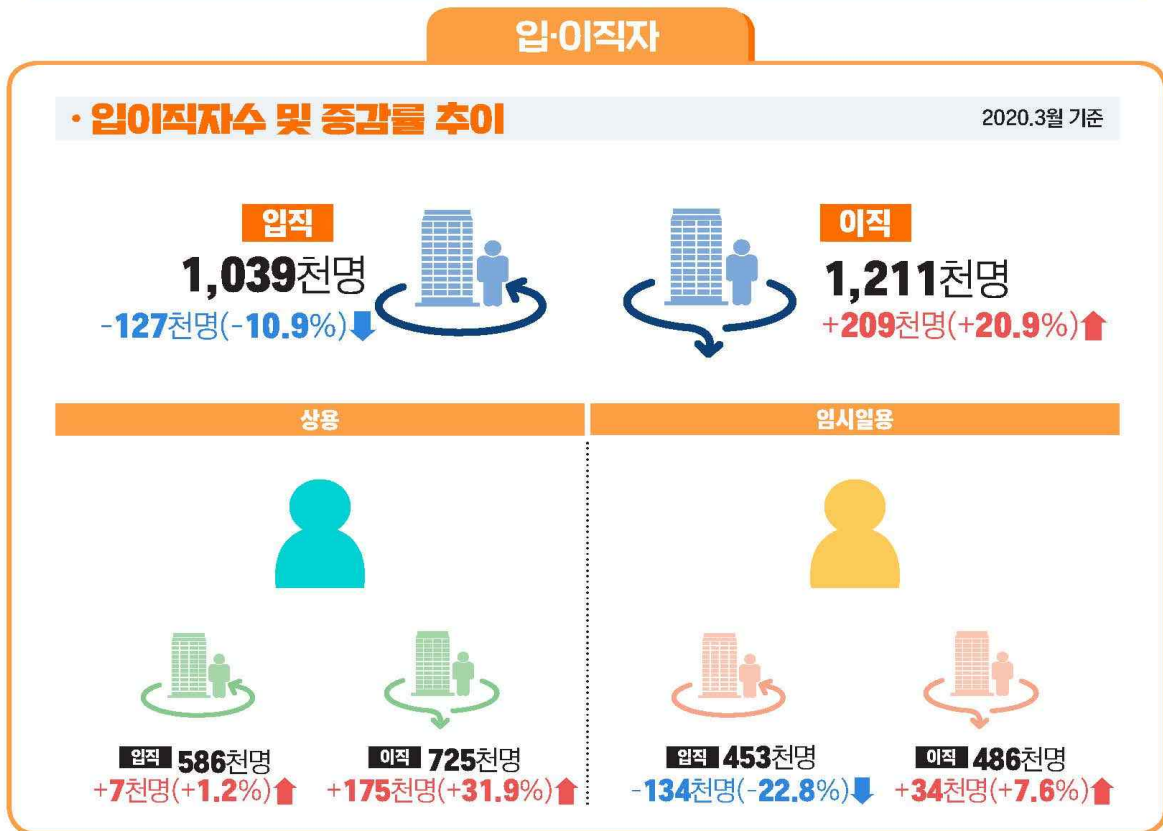 입·이직자
· 입이직자수 및 증감률 추이
2020.3월 기준
입직
1,039천명
-127천명(-10.9%)
이직
1,211천명
+209천명(+20.9%)
상용
임시일용
입직 586천명
+7천명(+1.2%)
이직 725천명
+175천명(+31.9%)
입직 453천명
-134천명(-22.8%)
이직 486천명
+34천명(+7.6%)